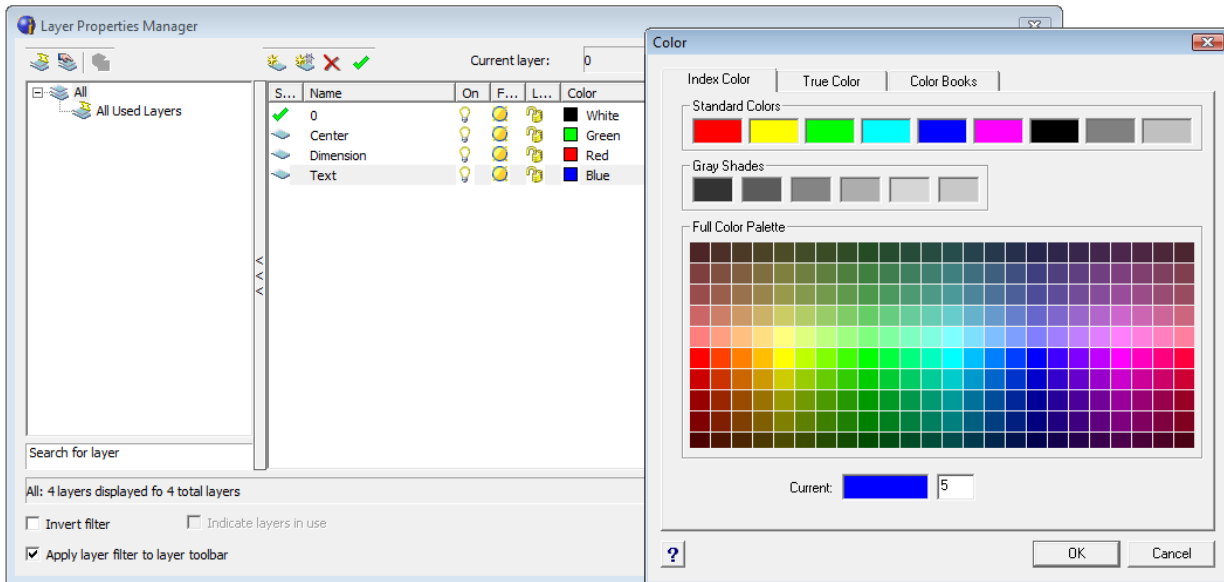 Layer Properties Manager
Current layer: 0
All
All Used Layers
S... Name On F... L... Color
0 White
Center Green
Dimension Red
Text Blue
<
<
<
Search for layer
All: 4 layers displayed fo 4 total layers
Invert filter
Indicate layers in use
Apply layer filter to layer toolbar
Color
Index Color True Color Color Books
Standard Colors
Gray Shades
Full Color Palette
Current: 5
?
OK Cancel